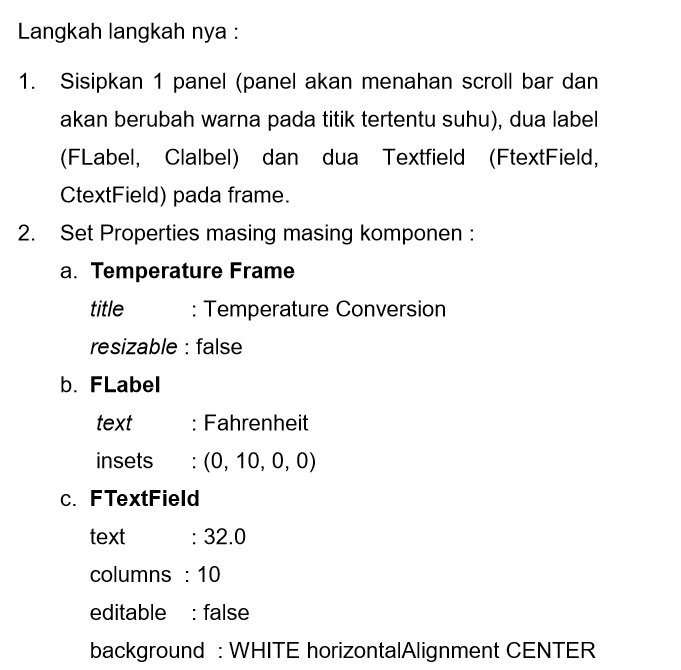 Langkah langkah nya :
1. Sisipkan 1 panel (panel akan menahan scroll bar dan
akan berubah warna pada titik tertentu suhu), dua label
(FLabel, Clalbel) dan dua Textfield (FtextField,
CtextField) pada frame.
2. Set Properties masing masing komponen :
a. Temperature Frame
title : Temperature Conversion
resizable : false
b. FLabel
text : Fahrenheit
insets : (0, 10, 0, 0)
c. FTextField
text : 32.0
columns : 10
editable : false
background : WHITE horizontalAlignment CENTER